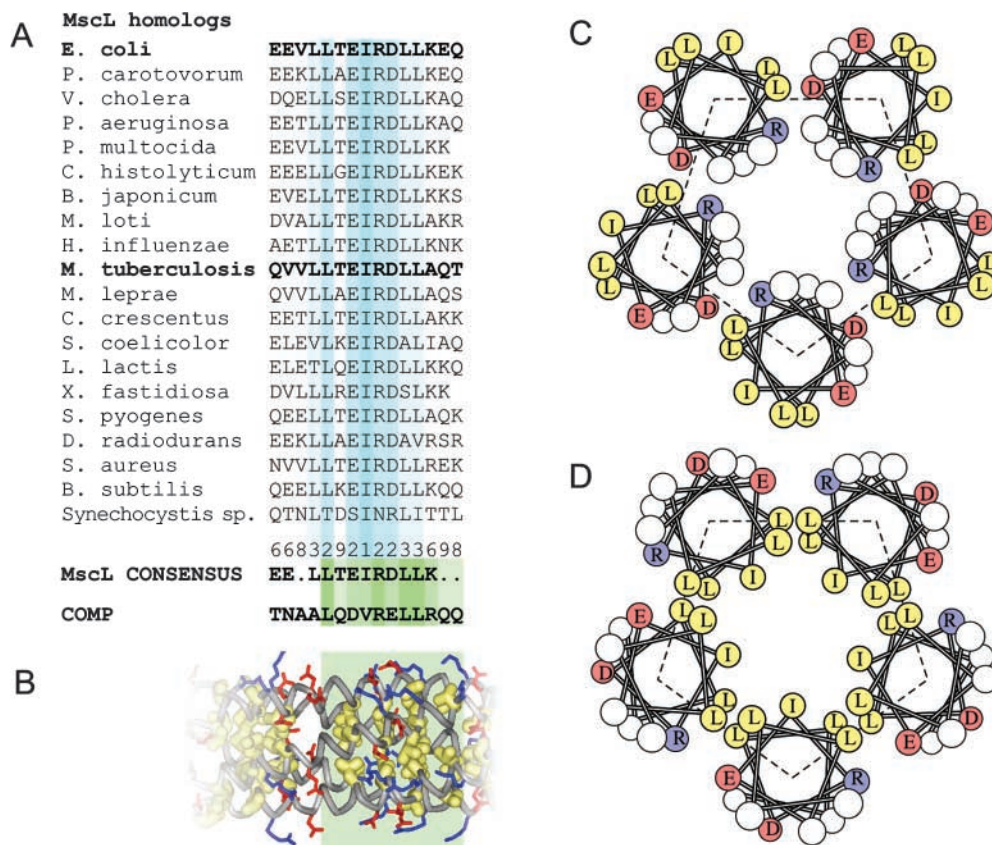 A
MscL homologs
E. coli EEVLLTEIRDLLKEQ
P. carotovorum EEKLLAEIRDLLKEQ
V. cholera DQELLSEIRDLLKAQ
P. aeruginosa EETLLTEIRDLLKAQ
P. multocida EEVLLTEIRDLLKK
C. histolyticum EELLGEIRDLLKEK
B. japonicum EVELLTEIRDLLKKS
M. loti DVALLTEIRDLLAKR
H. influenzae AETLLTEIRDLLKNK
M. tuberculosis QVVLLTEIRDLLAQT
M. leprae QVVLLAEIRDLLAQS
C. crescentus EETLLTEIRDLLAKK
S. coelicolor ELEVLKEIRDALIAQ
L. lactis ELETLQEIRDLLKKQ
X. fastidiosa DVLLLREIRDSLKK
S. pyogenes QEELLTEIRDLLAQK
D. radiodurans EEKLLAEIRDAVRSR
S. aureus NVVLLTEIRDLLREK
B. subtilis QEELLKEIRDLLKQQ
Synechocystis sp. QTNLTDSINRLITTL
668329212233698
MscL CONSENSUS EE.LLTEIRDLLK..
COMP TNAALQDVRELLRQQ
B
C
L L I L L L L E R D
E L L D I L L R
L L I R L L L E D
D R E L L I L L
R L L D I E L L
D
D E L L R I L L
R L L D E I L L
I L E L I D L L R
L L R I L L D E
L I L L L L E R D